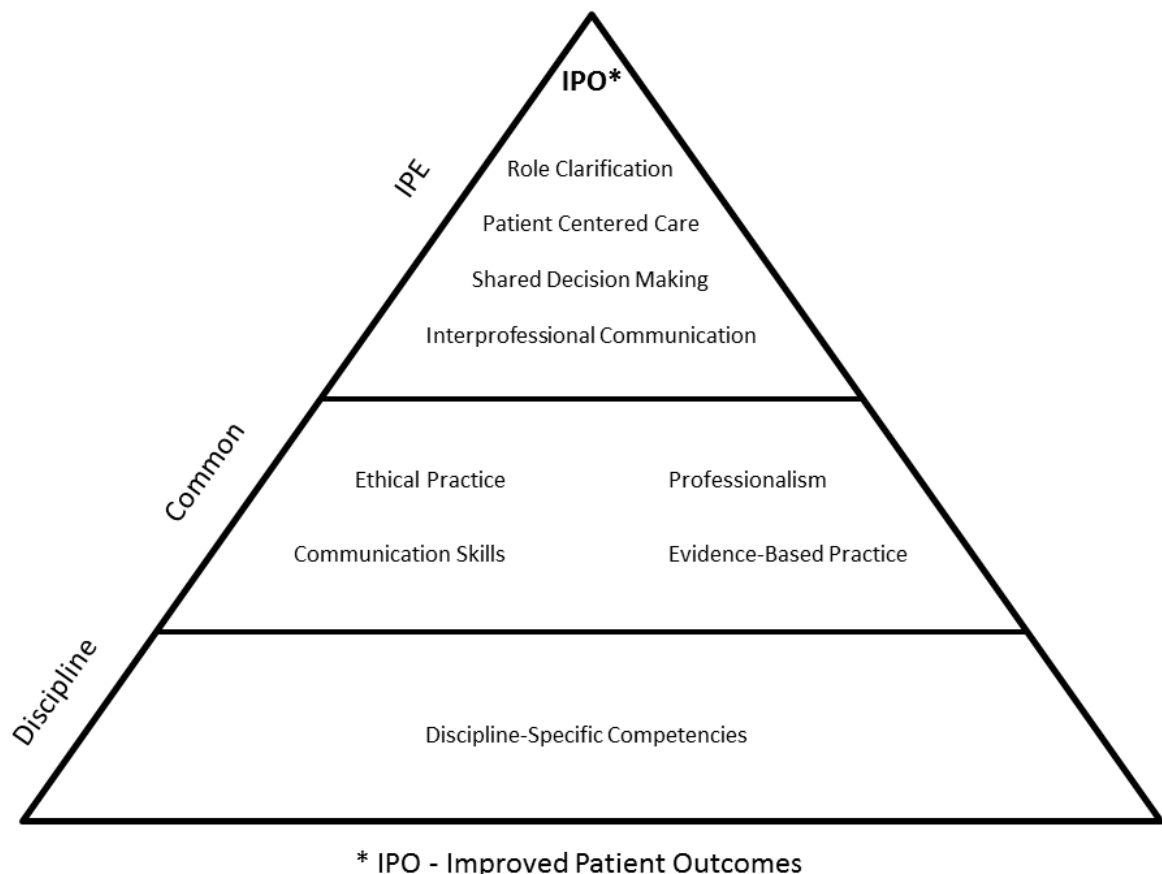 IPO*
IPE
Role Clarification
Patient Centered Care
Shared Decision Making
Interprofessional Communication
Common
Ethical Practice
Professionalism
Communication Skills
Evidence-Based Practice
Discipline
Discipline-Specific Competencies
* IPO - Improved Patient Outcomes